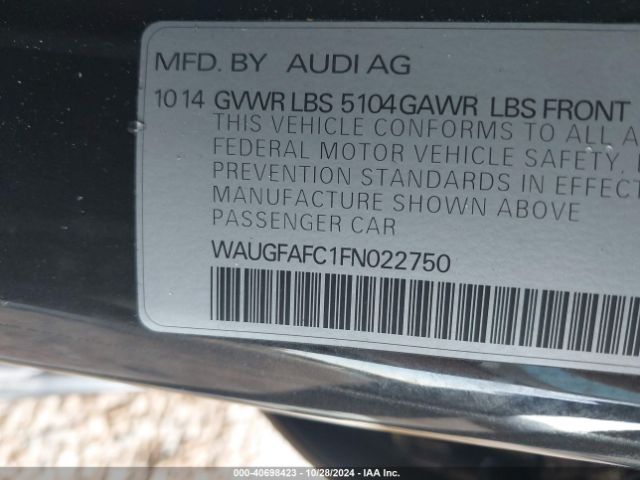 MFD. BY AUDI AG
10 14 GVWR LBS 5104 GAWR LBS FRONT
THIS VEHICLE CONFORMS TO ALL A
FEDERAL MOTOR VEHICLE SAFETY,
PREVENTION STANDARDS IN EFFECT
MANUFACTURE SHOWN ABOVE
PASSENGER CAR
WAUGFAFC1FN022750
000-40698423 - 10/28/2024 - IAA Inc.